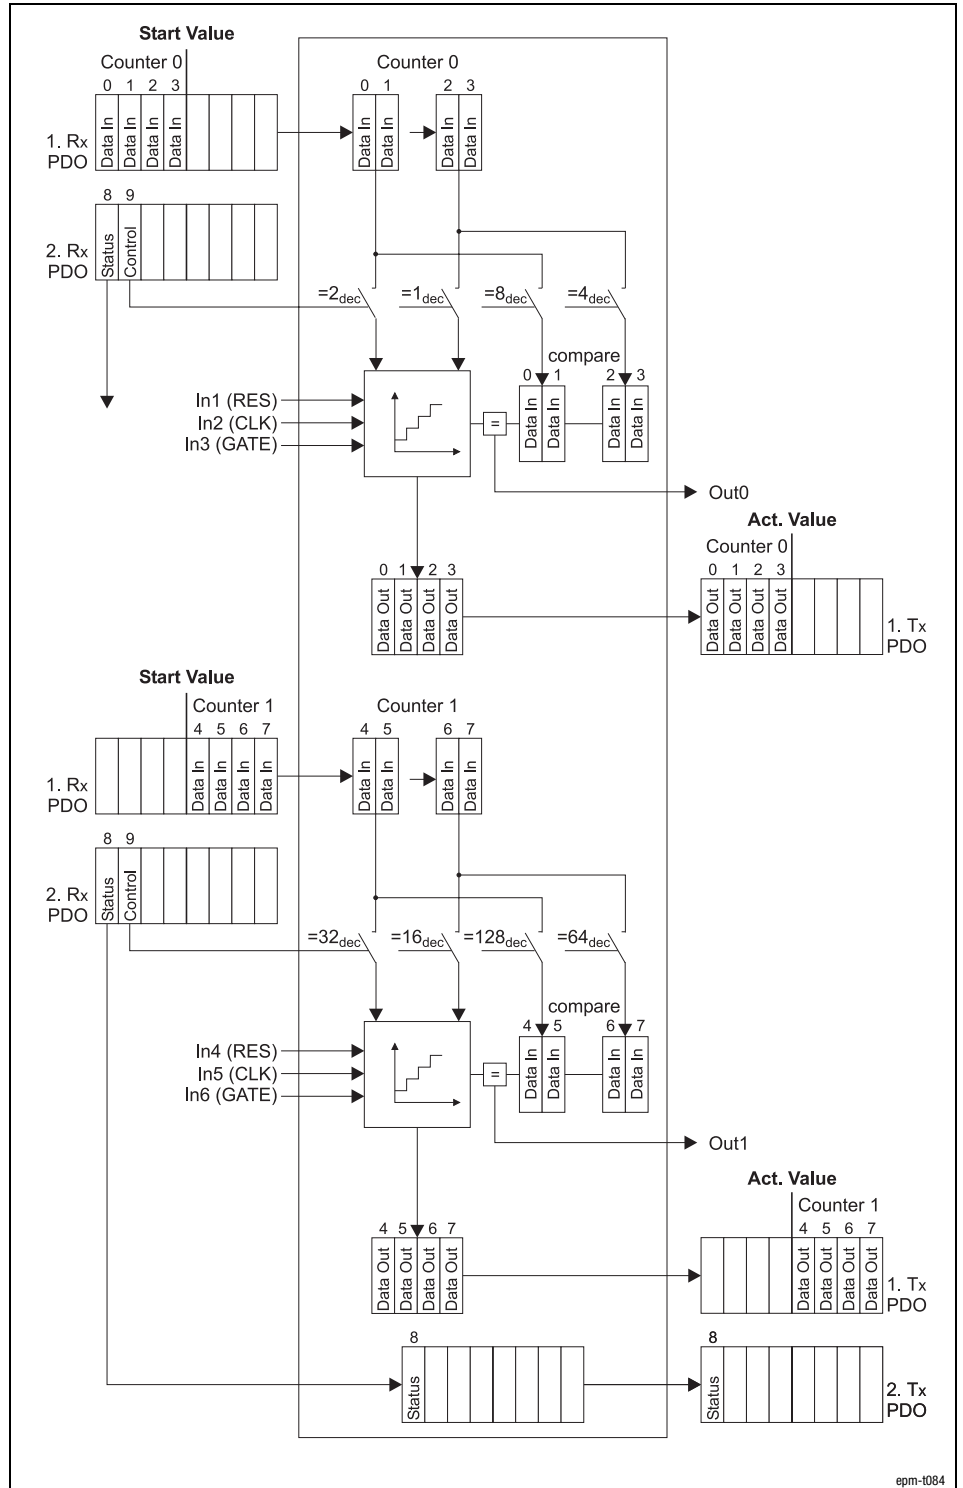 Start Value
Counter 0
0 1 2 3
1. Rx
PDO
Data In
Data In
Data In
Data In
Counter 0
0 1
Data In
Data In
2 3
Data In
Data In
8 9
2. Rx
PDO
Status
Control
=2dec
=1dec
=8dec
=4dec
compare
0 1
Data In
Data In
2 3
Data In
Data In
In1 (RES)
In2 (CLK)
In3 (GATE)
=
Out0
Act. Value
Counter 0
0 1 2 3
Data Out
Data Out
Data Out
Data Out
1. Tx
PDO
0 1 2 3
Data Out
Data Out
Data Out
Data Out
Start Value
Counter 1
4 5 6 7
1. Rx
PDO
Data In
Data In
Data In
Data In
Counter 1
4 5
Data In
Data In
6 7
Data In
Data In
8 9
2. Rx
PDO
Status
Control
=32dec
=16dec
=128dec
=64dec
compare
4 5
Data In
Data In
6 7
Data In
Data In
In4 (RES)
In5 (CLK)
In6 (GATE)
=
Out1
Act. Value
Counter 1
4 5 6 7
Data Out
Data Out
Data Out
Data Out
1. Tx
PDO
4 5 6 7
Data Out
Data Out
Data Out
Data Out
8
Status
8
Status
2. Tx
PDO
epm-t084